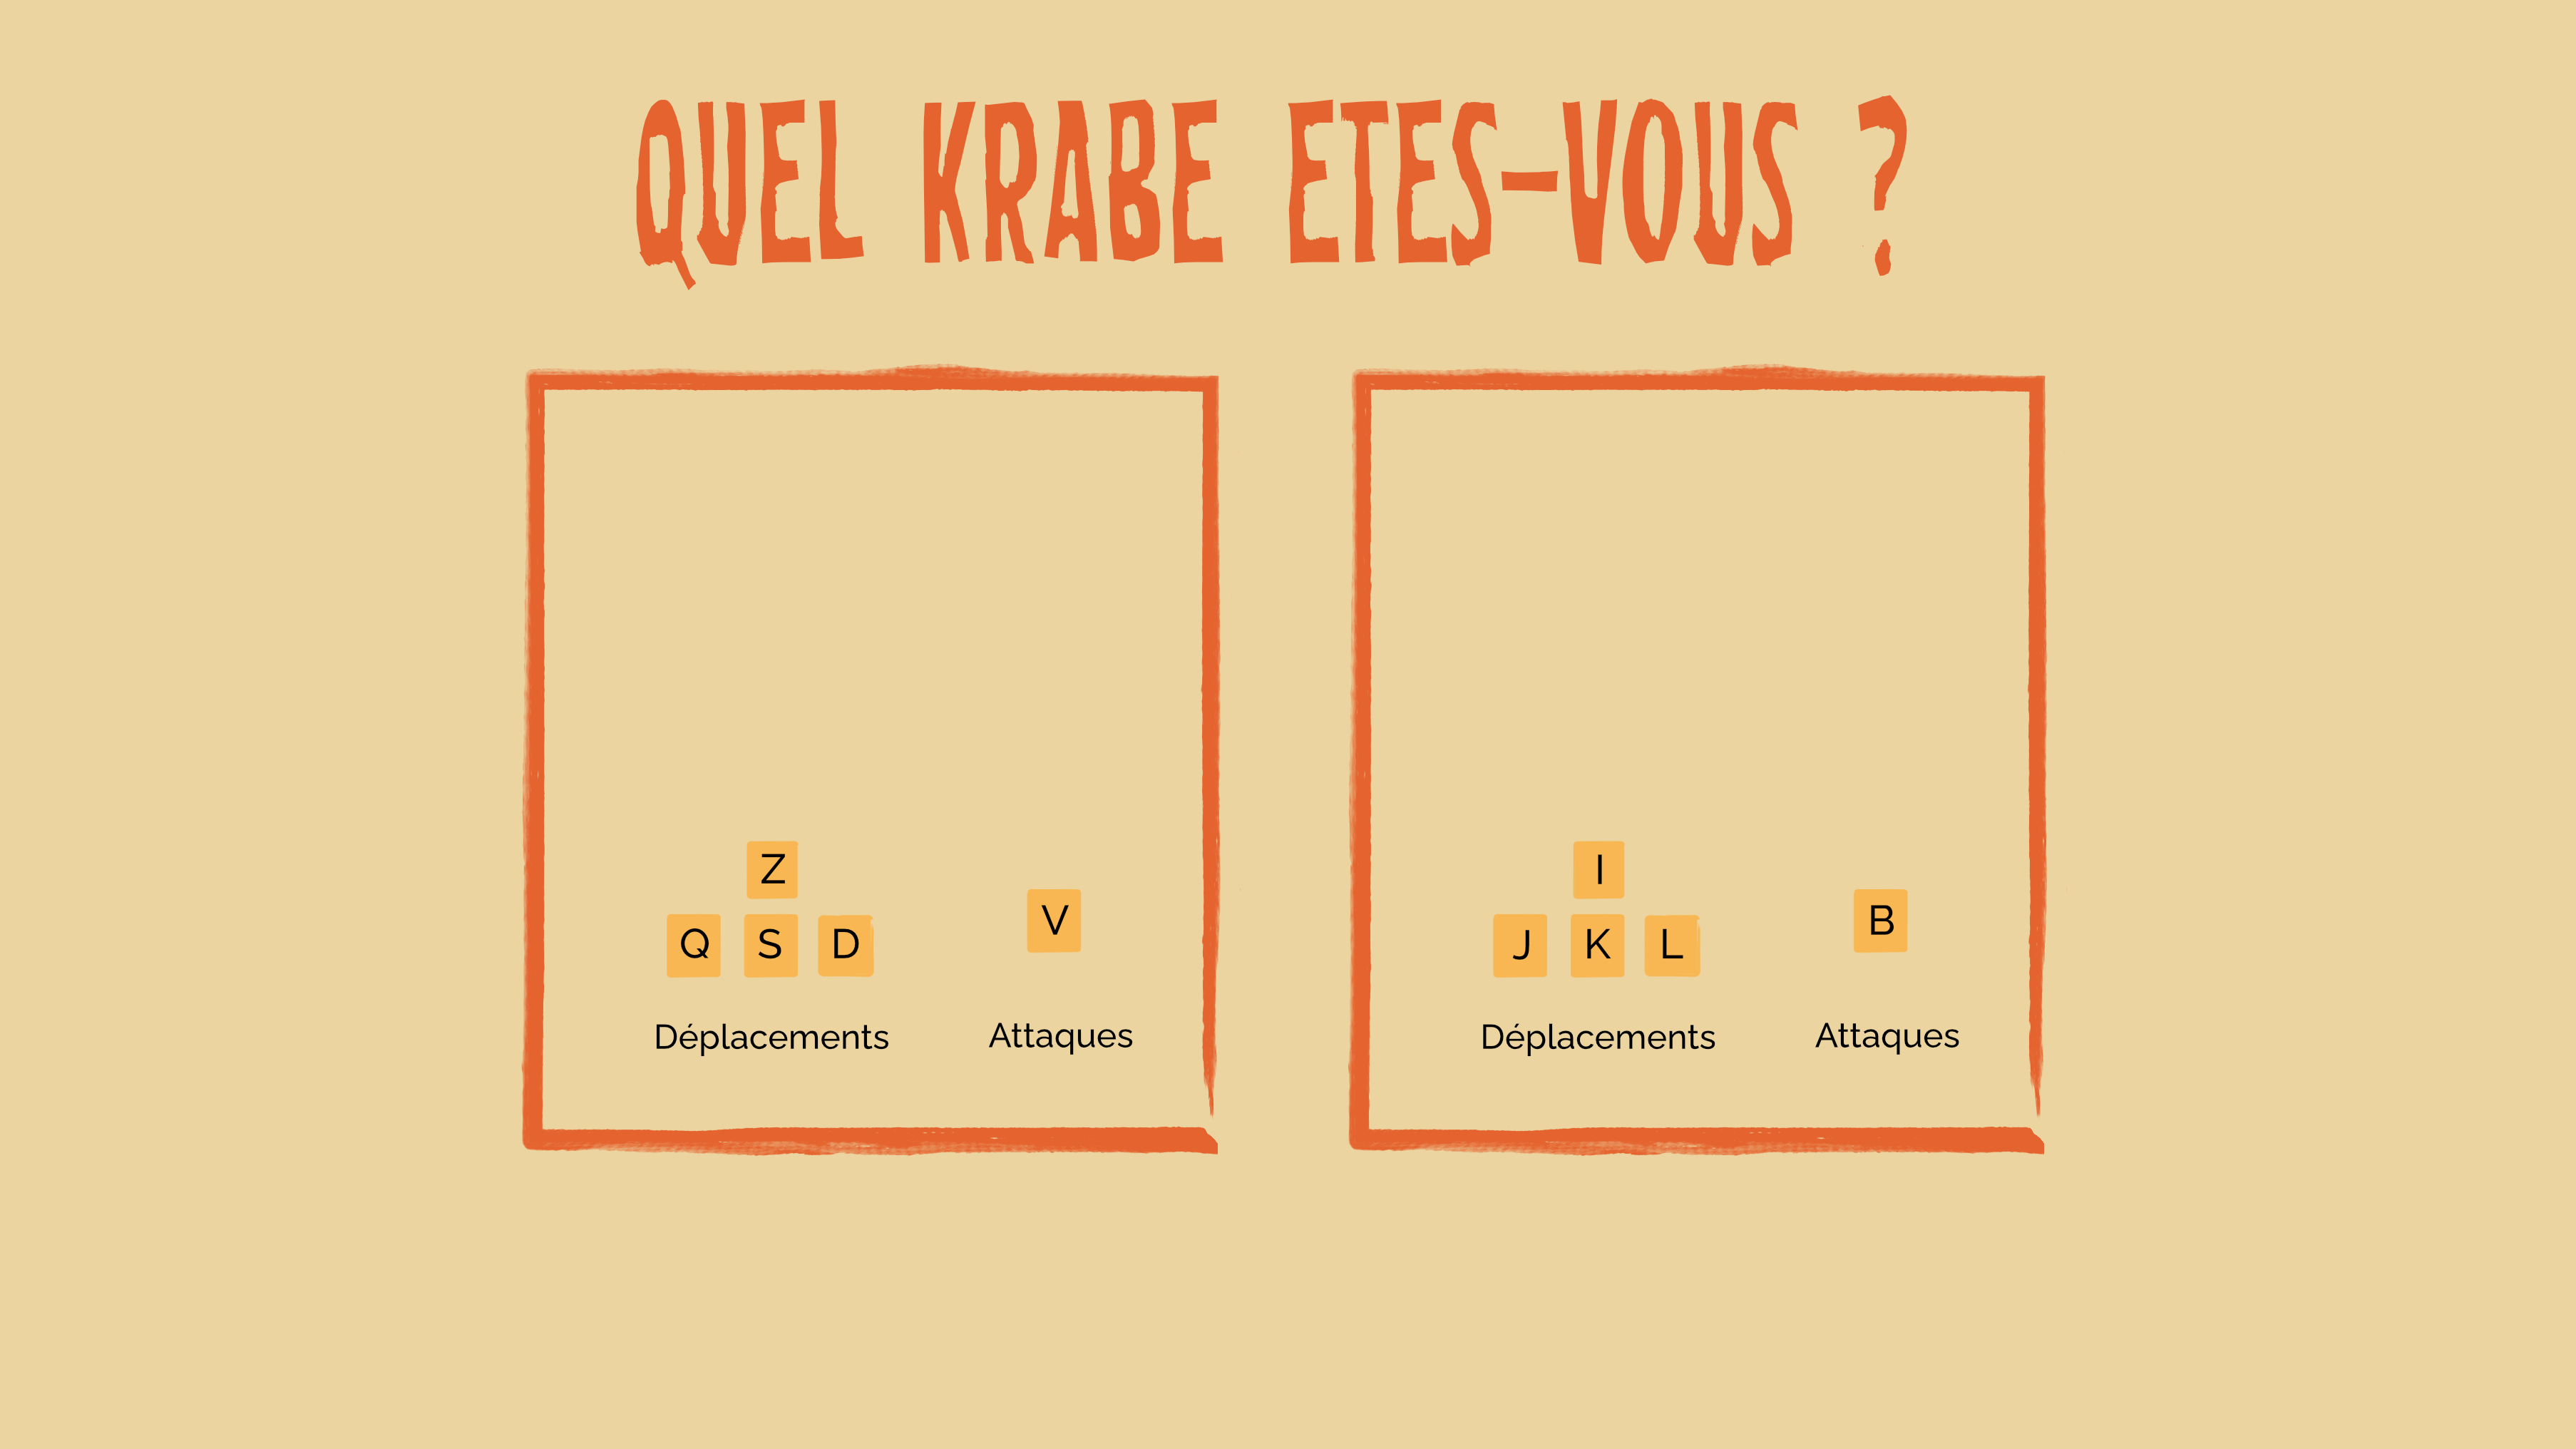 QUEL KRABE ETES-VOUS ?
Z
Q S D
V
Déplacements
Attaques
I
J K L
B
Déplacements
Attaques